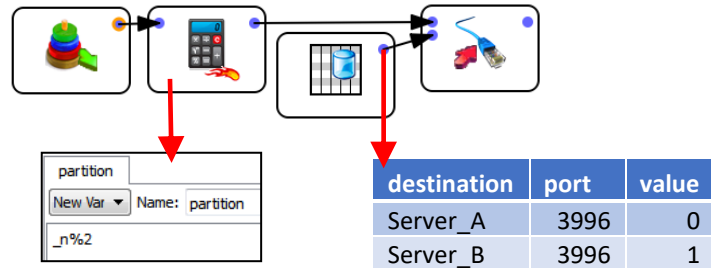 partition
New Var Name: partition
_n%2
destination port value
Server_A 3996 0
Server_B 3996 1